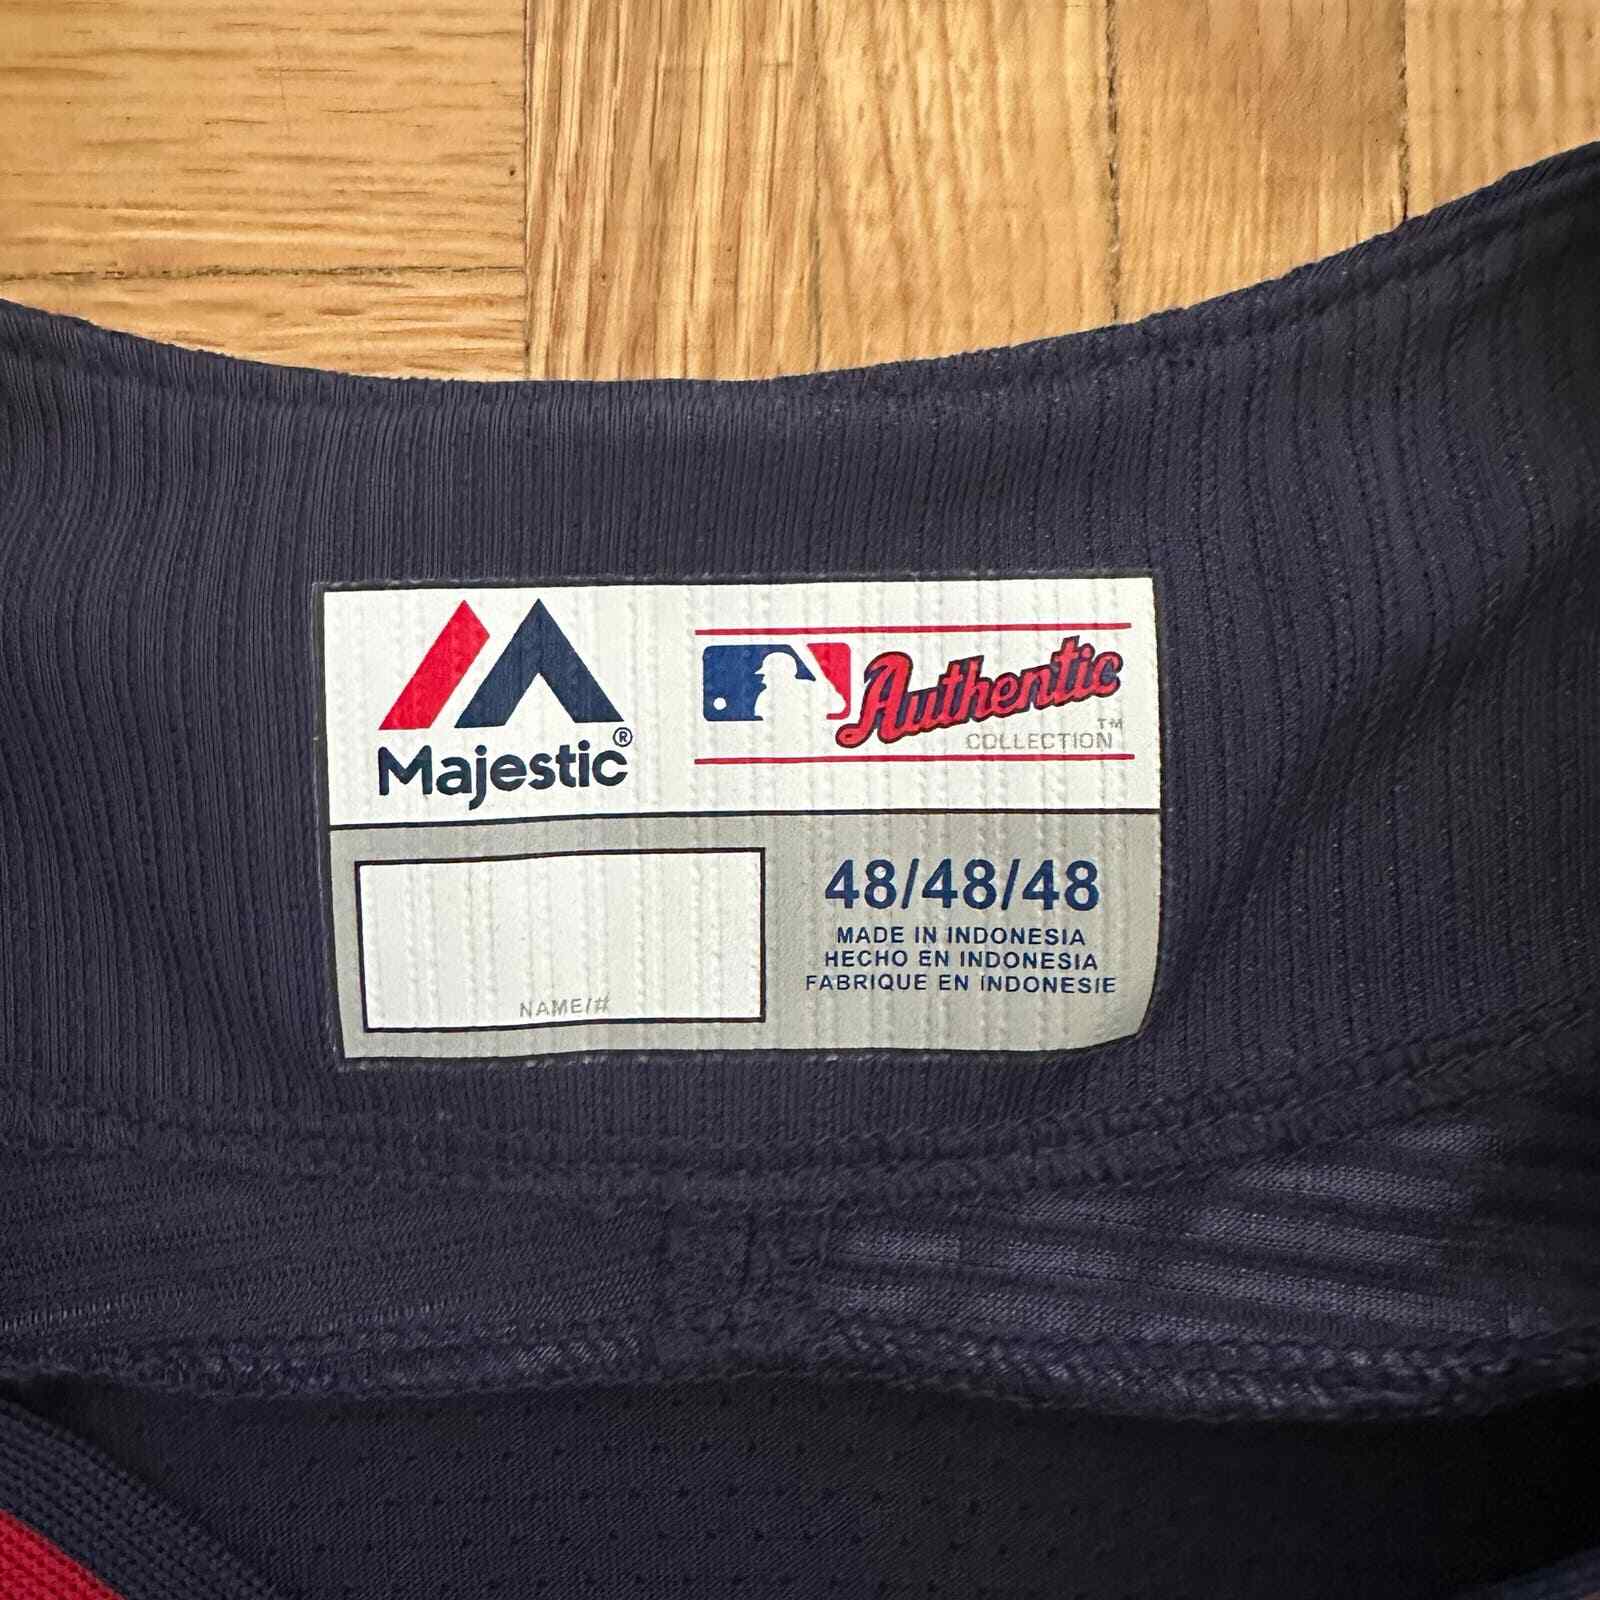 Majestic®
Authentic
COLLECTION™
NAME/#
48/48/48
MADE IN INDONESIA
HECHO EN INDONESIA
FABRIQUE EN INDONESIE